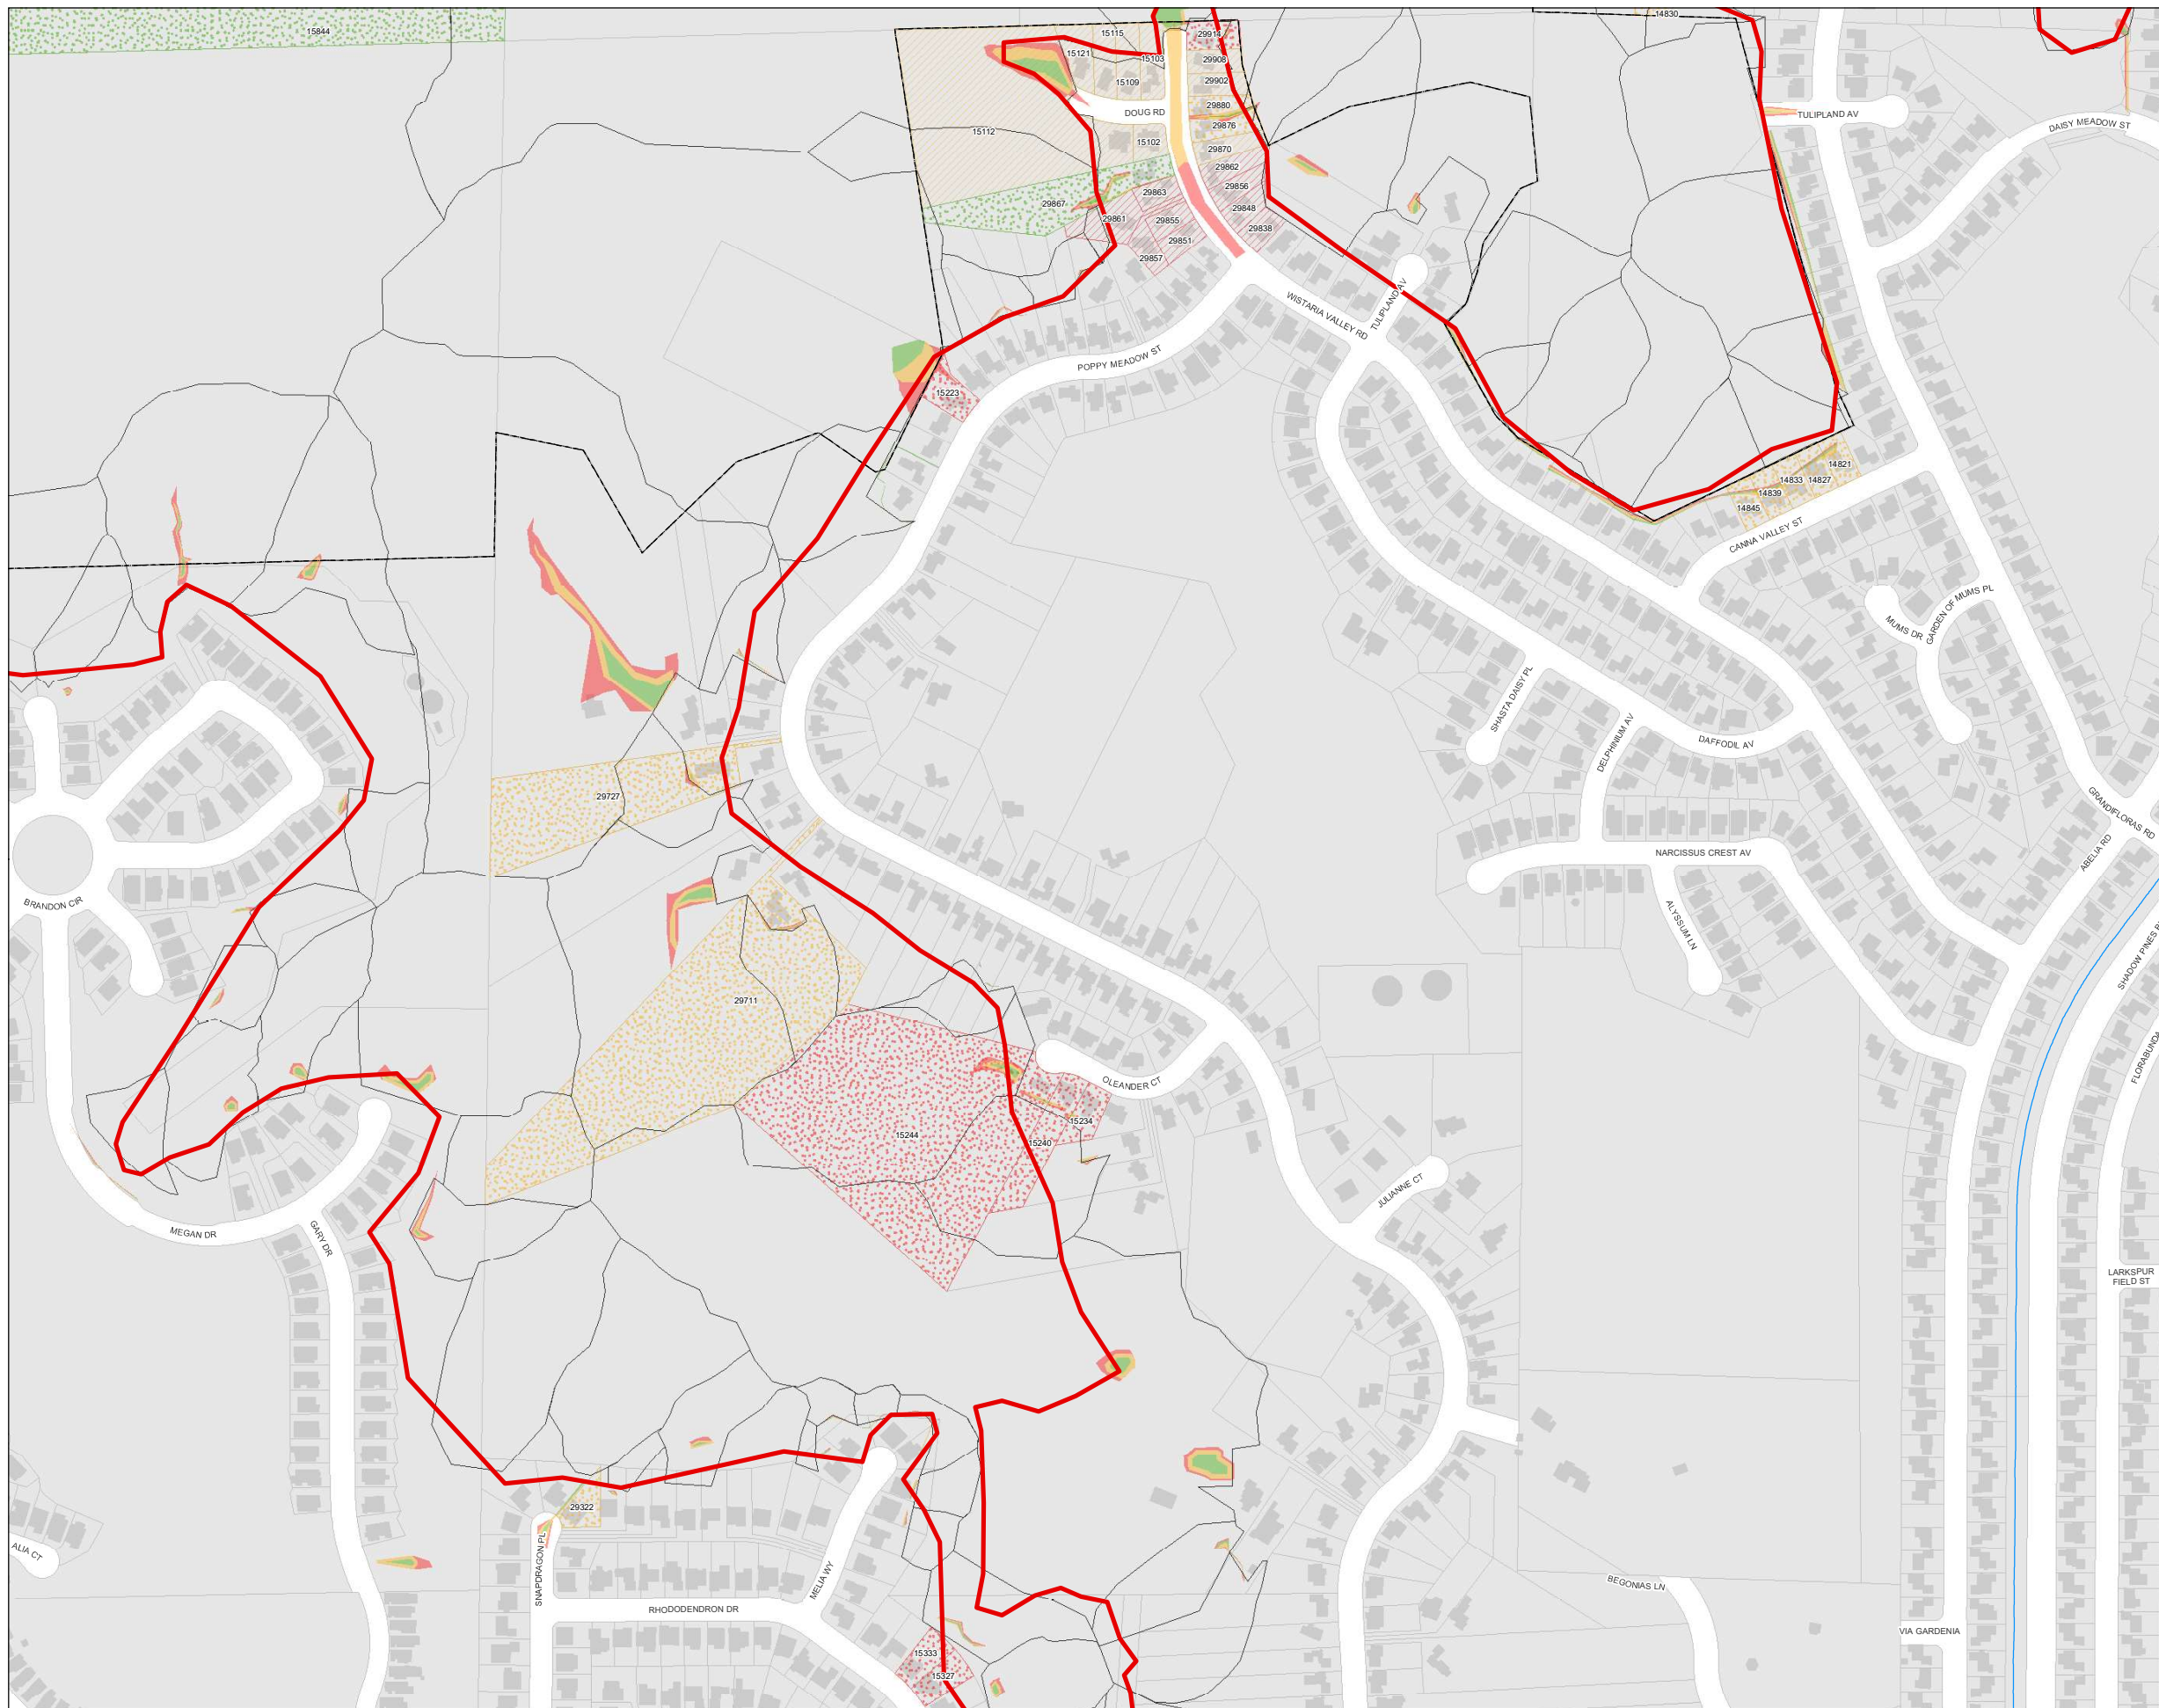 15844
14830
15115
29914
15121
15103
29908
29902
15109
29880
DOUG RD
TULIPLAND AV
DAISY MEADOW ST
29876
15112
15102
29870
29862
29856
29863
29867
29848
29861
29855
29838
29851
29857
WISTARIA VALLEY RD
TULIPLAND AV
POPPY MEADOW ST
15223
14821
14833
14827
14839
14845
CANNA VALLEY ST
GARDEN OF MUMS PL
MUMS DR
SHASTA DAISY PL
DELPHINIUM AV
DAFFODIL AV
29727
GRANDIFLORAS RD
ABELIA RD
NARCISSUS CREST AV
BRANDON CIR
ALYSSUM LN
29711
SHADOW PINES
FLORABUNDA
OLEANDER CT
15234
15244
15240
JULIANNE CT
MEGAN DR
GARY DR
LARKSPUR
FIELD ST
29322
ALIA CT
SNAPDRAGON PL
MELIA WY
BEGONIAS LN
RHODODENDRON DR
VIA GARDENIA
15333
15327